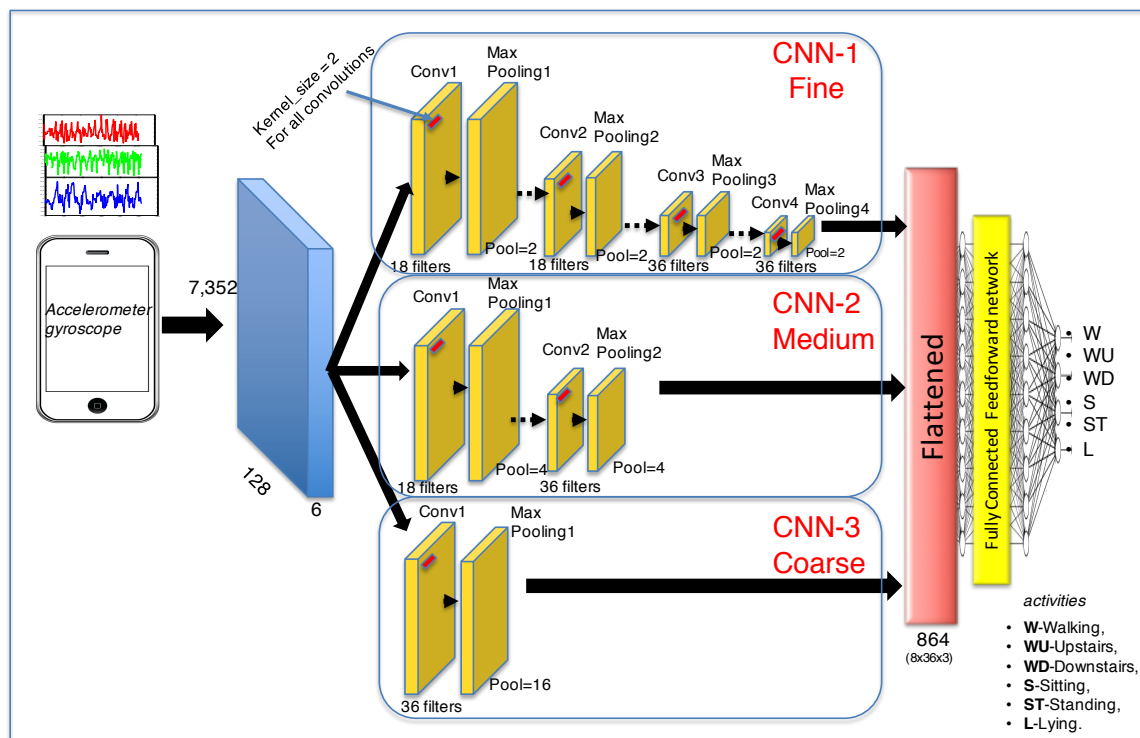 Accelerometer
gyroscope
7,352
128
6
Kernel_size = 2
For all convolutions
CNN-1
Fine
Conv1
Max
Pooling1
18 filters
Pool=2
Conv2
Max
Pooling2
18 filters
Pool=2
Conv3
Max
Pooling3
36 filters
Pool=2
Conv4
Max
Pooling4
36 filters
Pool=2
CNN-2
Medium
Conv1
Max
Pooling1
18 filters
Pool=4
Conv2
Max
Pooling2
36 filters
Pool=4
CNN-3
Coarse
Conv1
Max
Pooling1
36 filters
Pool=16
Flattened
864
(8x36x3)
Fully Connected Feedforward network
• W
• WU
• WD
• S
• ST
• L
activities
• W-Walking,
• WU-Upstairs,
• WD-Downstairs,
• S-Sitting,
• ST-Standing,
• L-Lying.